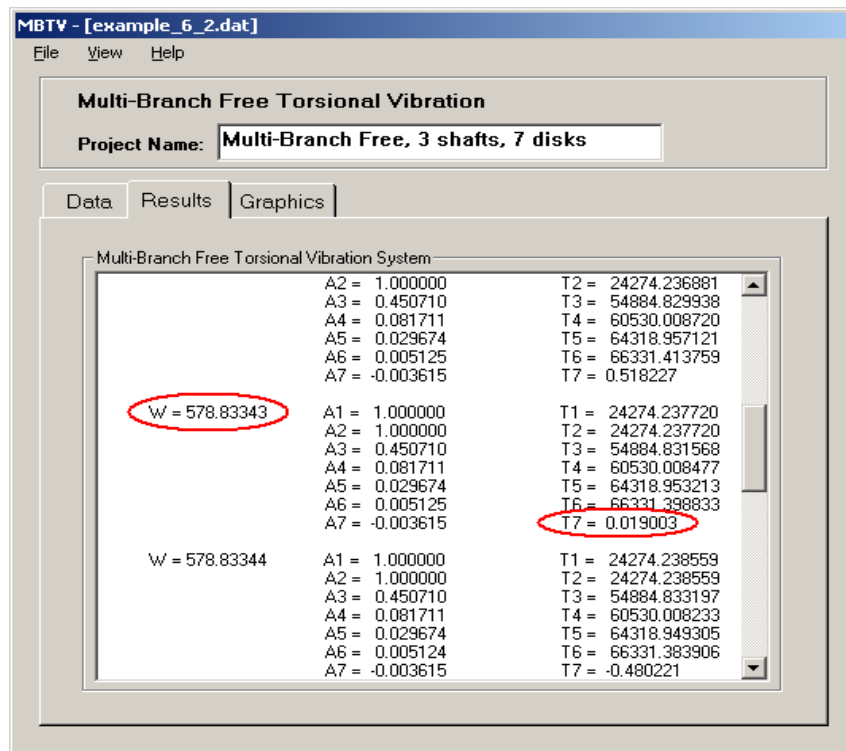 MBTV - [example_6_2.dat]
File View Help
Multi-Branch Free Torsional Vibration
Project Name: Multi-Branch Free, 3 shafts, 7 disks
Data Results Graphics
Multi-Branch Free Torsional Vibration System
A2 = 1.000000 T2 = 24274.236881
A3 = 0.450710 T3 = 54884.829938
A4 = 0.081711 T4 = 60530.008720
A5 = 0.029674 T5 = 64318.957121
A6 = 0.005125 T6 = 66331.413759
A7 = -0.003615 T7 = 0.518227
W = 578.83343 A1 = 1.000000 T1 = 24274.237720
A2 = 1.000000 T2 = 24274.237720
A3 = 0.450710 T3 = 54884.831568
A4 = 0.081711 T4 = 60530.008477
A5 = 0.029674 T5 = 64318.953213
A6 = 0.005125 T6 = 66331.398833
A7 = -0.003615 T7 = 0.019003
W = 578.83344 A1 = 1.000000 T1 = 24274.238559
A2 = 1.000000 T2 = 24274.238559
A3 = 0.450710 T3 = 54884.833197
A4 = 0.081711 T4 = 60530.008233
A5 = 0.029674 T5 = 64318.949305
A6 = 0.005124 T6 = 66331.383906
A7 = -0.003615 T7 = -0.480221